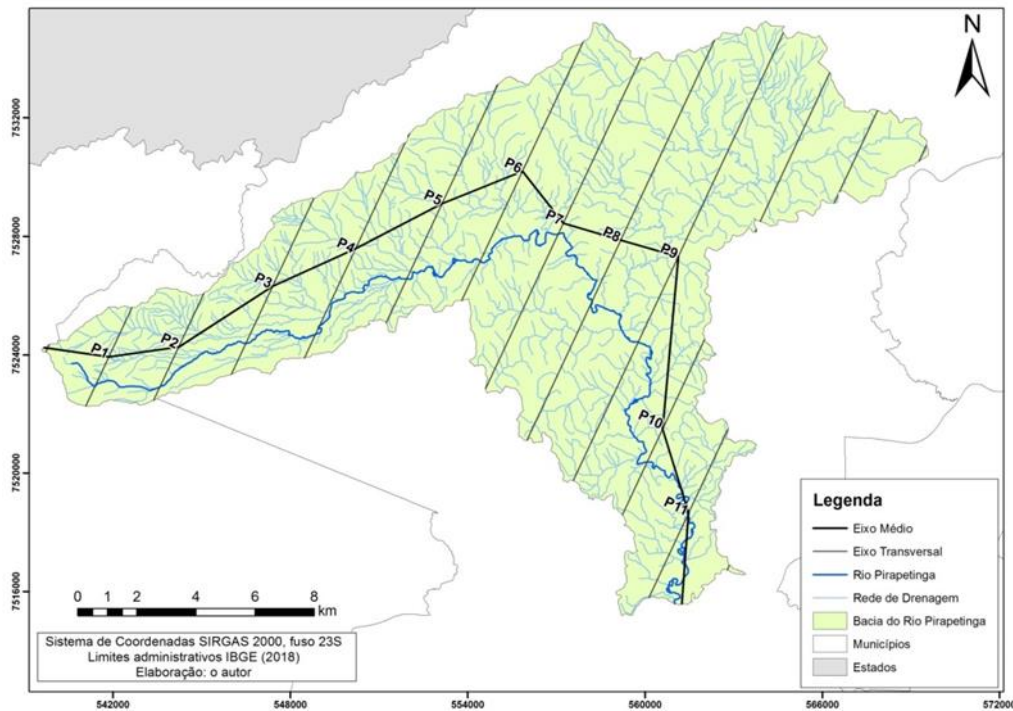 N
7532000
7528000
7524000
7520000
7516000
P1
P2
P3
P4
P5
P6
P7
P8
P9
P10
P11
0 1 2 4 6 8
km
Sistema de Coordenadas SIRGAS 2000, fuso 23S
Limites administrativos IBGE (2018)
Elaboração: o autor
Legenda
Eixo Médio
Eixo Transversal
Rio Pirapetinga
Rede de Drenagem
Bacia do Rio Pirapetinga
Municípios
Estados
542000
548000
554000
560000
566000
572000